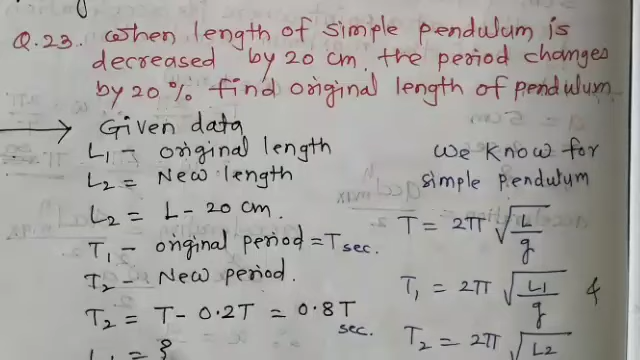 Q.23. When length of simple pendulum is
decreased by 20 cm. the period changes
by 20% find original length of pendulum
→ Given data
L₁ - original length
L₂ = New length
L₂ = L - 20 cm.
T₁ - original period = T sec.
T₂ - New period.
T₂ = T - 0.2T = 0.8T sec.
L₁ = ?
We know for
simple pendulum
T = 2π √L/g
T₁ = 2π √L₁/g &
T₂ = 2π √L₂